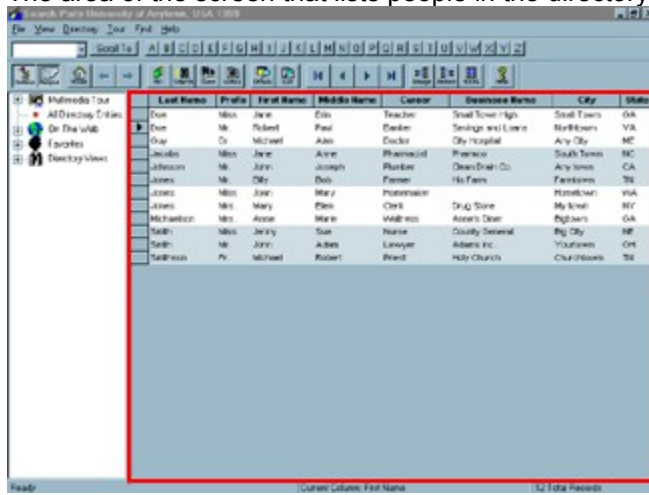 The area of the screen that lists people in the directory
Search Party University of Anytown, USA 1999
File View Directory Tour Find Help
Scroll To A B C D E F G H I J K L M N O P Q R S T U V W X Y Z
Multimedia Tour
All Directory Entries
On The Web
Favorites
Directory Views
Last Name Prefix First Name Middle Name Career Business Name City State
Doe Miss Jane Erin Teacher Small Town High Small Town GA
Doe Mr. Robert Paul Banker Savings and Loans Northtown VA
Guy Dr. Michael Alan Doctor City Hospital Any City ME
Jacobs Miss Jane Anne Pharmacist Pharmco South Town NC
Johnson Mr. John Joseph Plumber Clean Drain Co. Any town CA
Jones Mr. Billy Bob Farmer His Farm Farmtown TN
Jones Miss Joan Mary Homemaker Hometown WA
Jones Mrs. Mary Ellen Clerk Drug Store My town NY
Michaelson Mrs. Anne Marie Waitress Anne's Diner Bigtown GA
Smith Miss Jenny Sue Nurse County General Big City NE
Smith Mr. John Adam Lawyer Adams Inc. Yourtown OH
Smithson Fr. Michael Robert Priest Holy Church Churchtown TN
Ready Current Column: First Name 12 Total Records